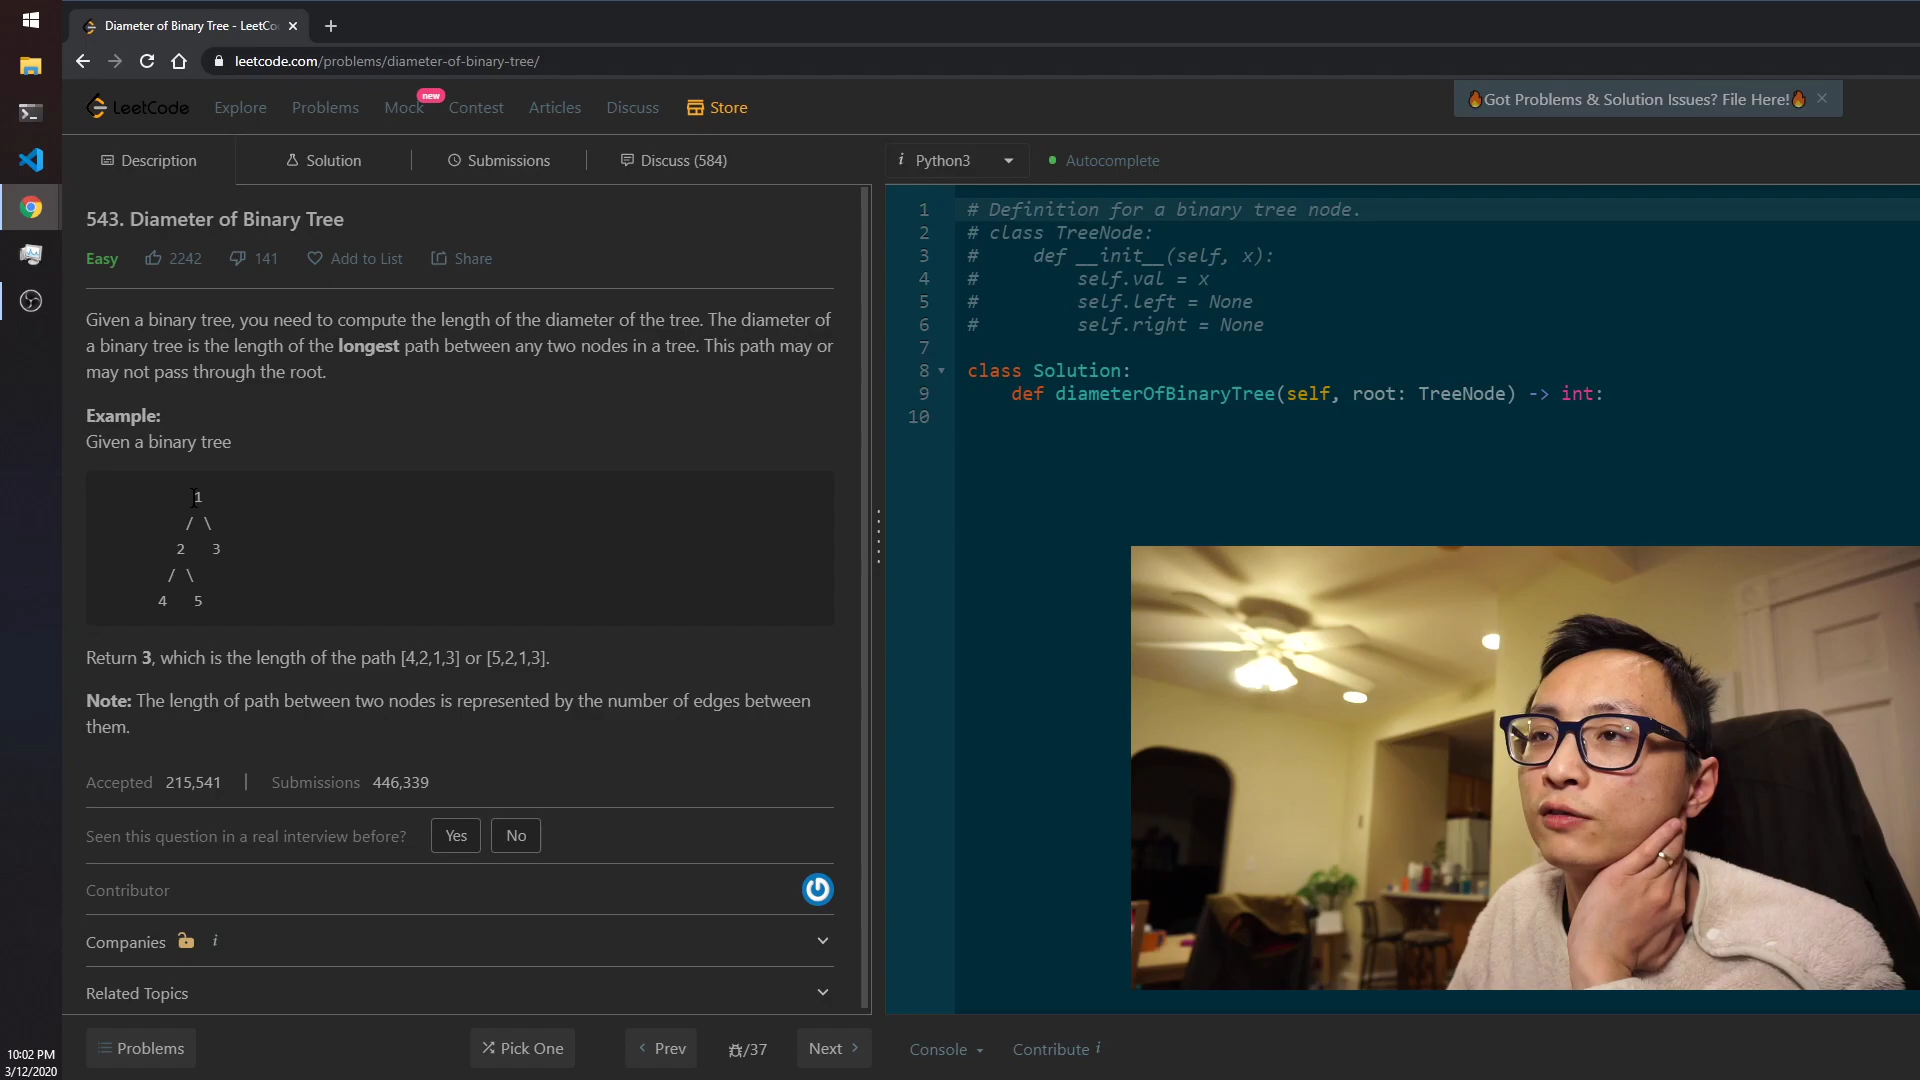 Diameter of Binary Tree - LeetCo
leetcode.com/problems/diameter-of-binary-tree/
LeetCode
Explore
Problems
Mock
new
Contest
Articles
Discuss
Store
Got Problems & Solution Issues? File Here!
Description
Solution
Submissions
Discuss (584)
i Python3
Autocomplete
543. Diameter of Binary Tree
Easy
2242
141
Add to List
Share
Given a binary tree, you need to compute the length of the diameter of the tree. The diameter of
a binary tree is the length of the longest path between any two nodes in a tree. This path may or
may not pass through the root.
Example:
Given a binary tree
1
/ \
2 3
/ \
4 5
Return 3, which is the length of the path [4,2,1,3] or [5,2,1,3].
Note: The length of path between two nodes is represented by the number of edges between
them.
Accepted 215,541 | Submissions 446,339
Seen this question in a real interview before?
Yes
No
Contributor
Companies i
Related Topics
1 # Definition for a binary tree node.
2 # class TreeNode:
3 #     def __init__(self, x):
4 #         self.val = x
5 #         self.left = None
6 #         self.right = None
7
8 class Solution:
9     def diameterOfBinaryTree(self, root: TreeNode) -> int:
10
Problems
Pick One
Prev
/37
Next
Console
Contribute i
10:02 PM
3/12/2020